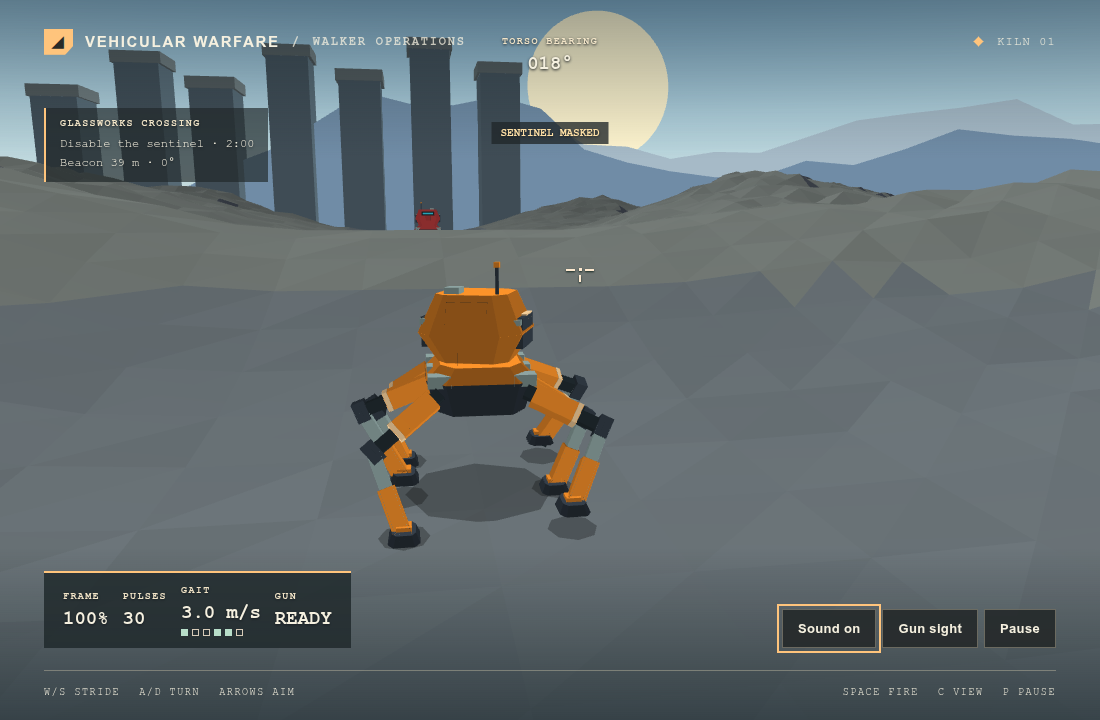 VEHICULAR WARFARE / WALKER OPERATIONS
TORSO BEARING
018°
KILN 01
GLASSWORKS CROSSING
Disable the sentinel · 2:00
Beacon 39 m · 0°
SENTINEL MASKED
FRAME
100%
PULSES
30
GAIT
3.0 m/s
GUN
READY
Sound on
Gun sight
Pause
W/S STRIDE A/D TURN ARROWS AIM
SPACE FIRE C VIEW P PAUSE